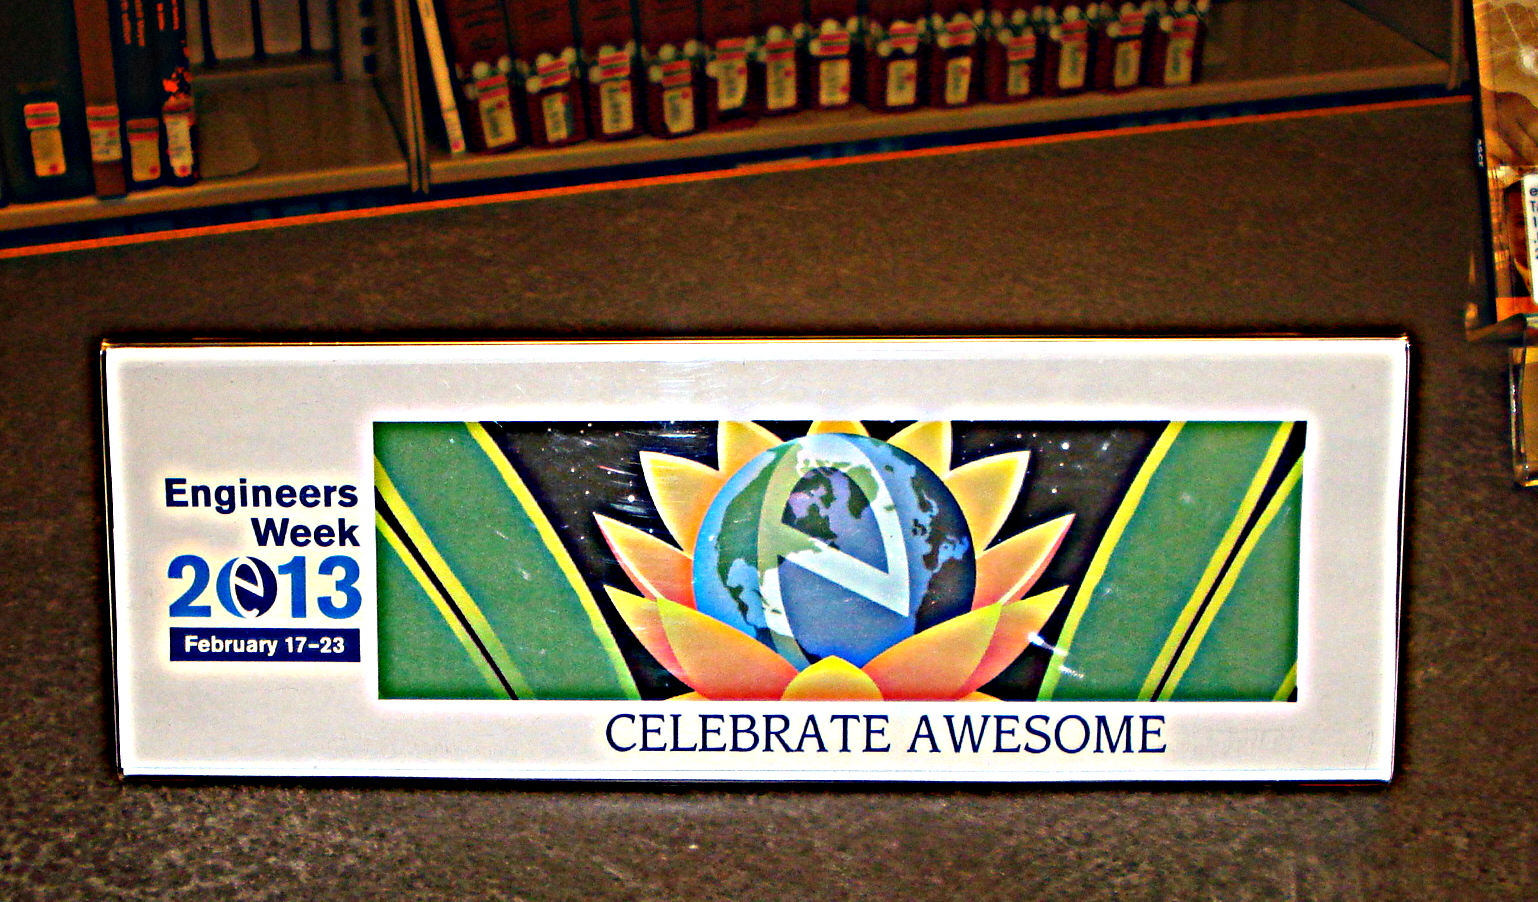 Engineers
Week
2013
February 17-23
CELEBRATE AWESOME